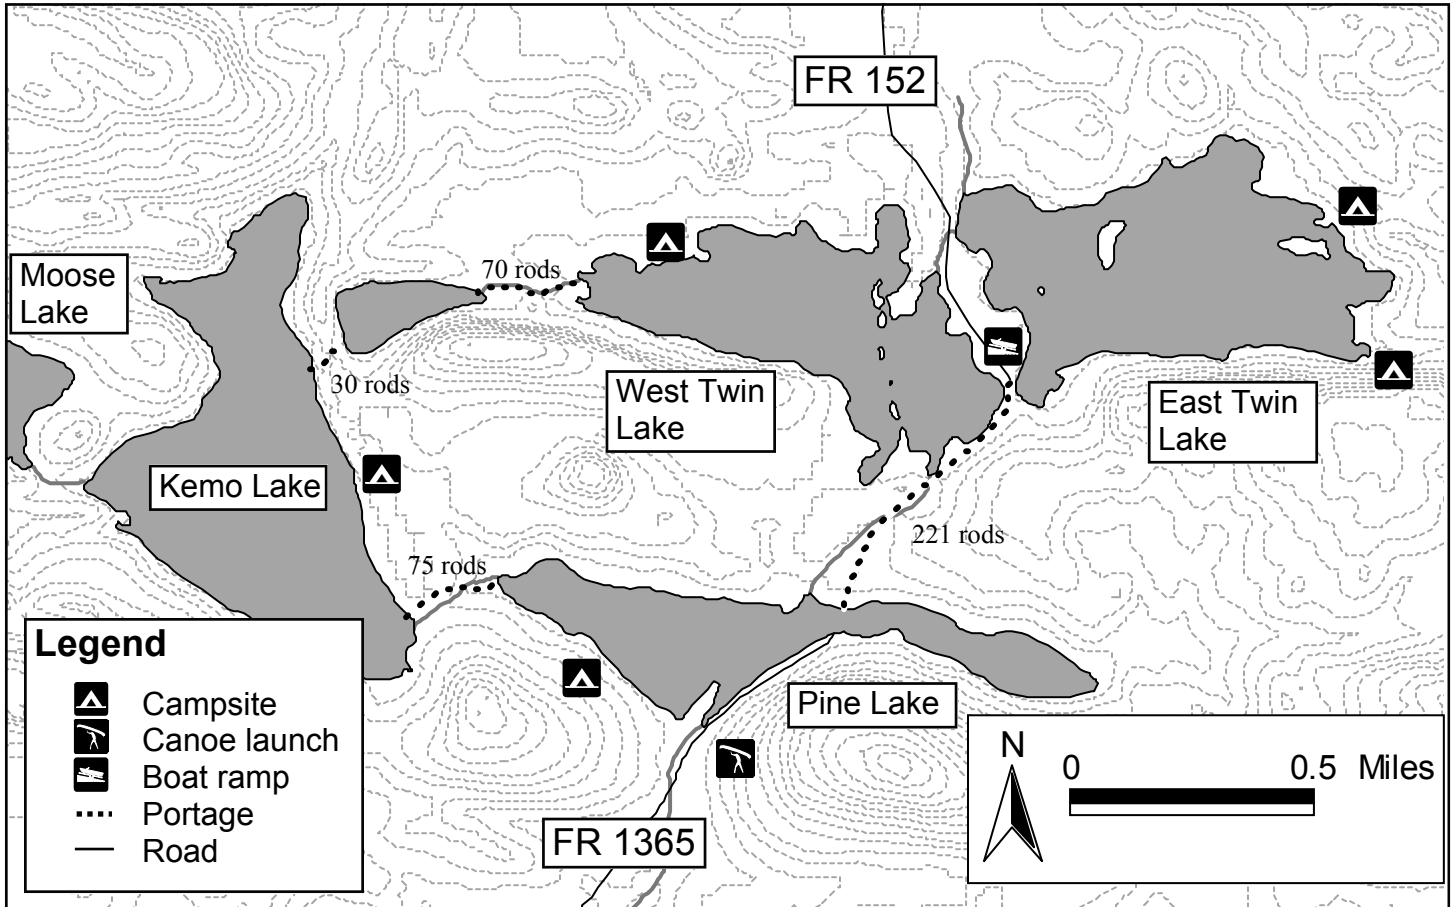 FR 152
Moose
Lake
70 rods
30 rods
West Twin
Lake
East Twin
Lake
Kemo Lake
221 rods
75 rods
Legend
Campsite
Canoe launch
Boat ramp
Portage
Road
Pine Lake
FR 1365
N
0 0.5 Miles